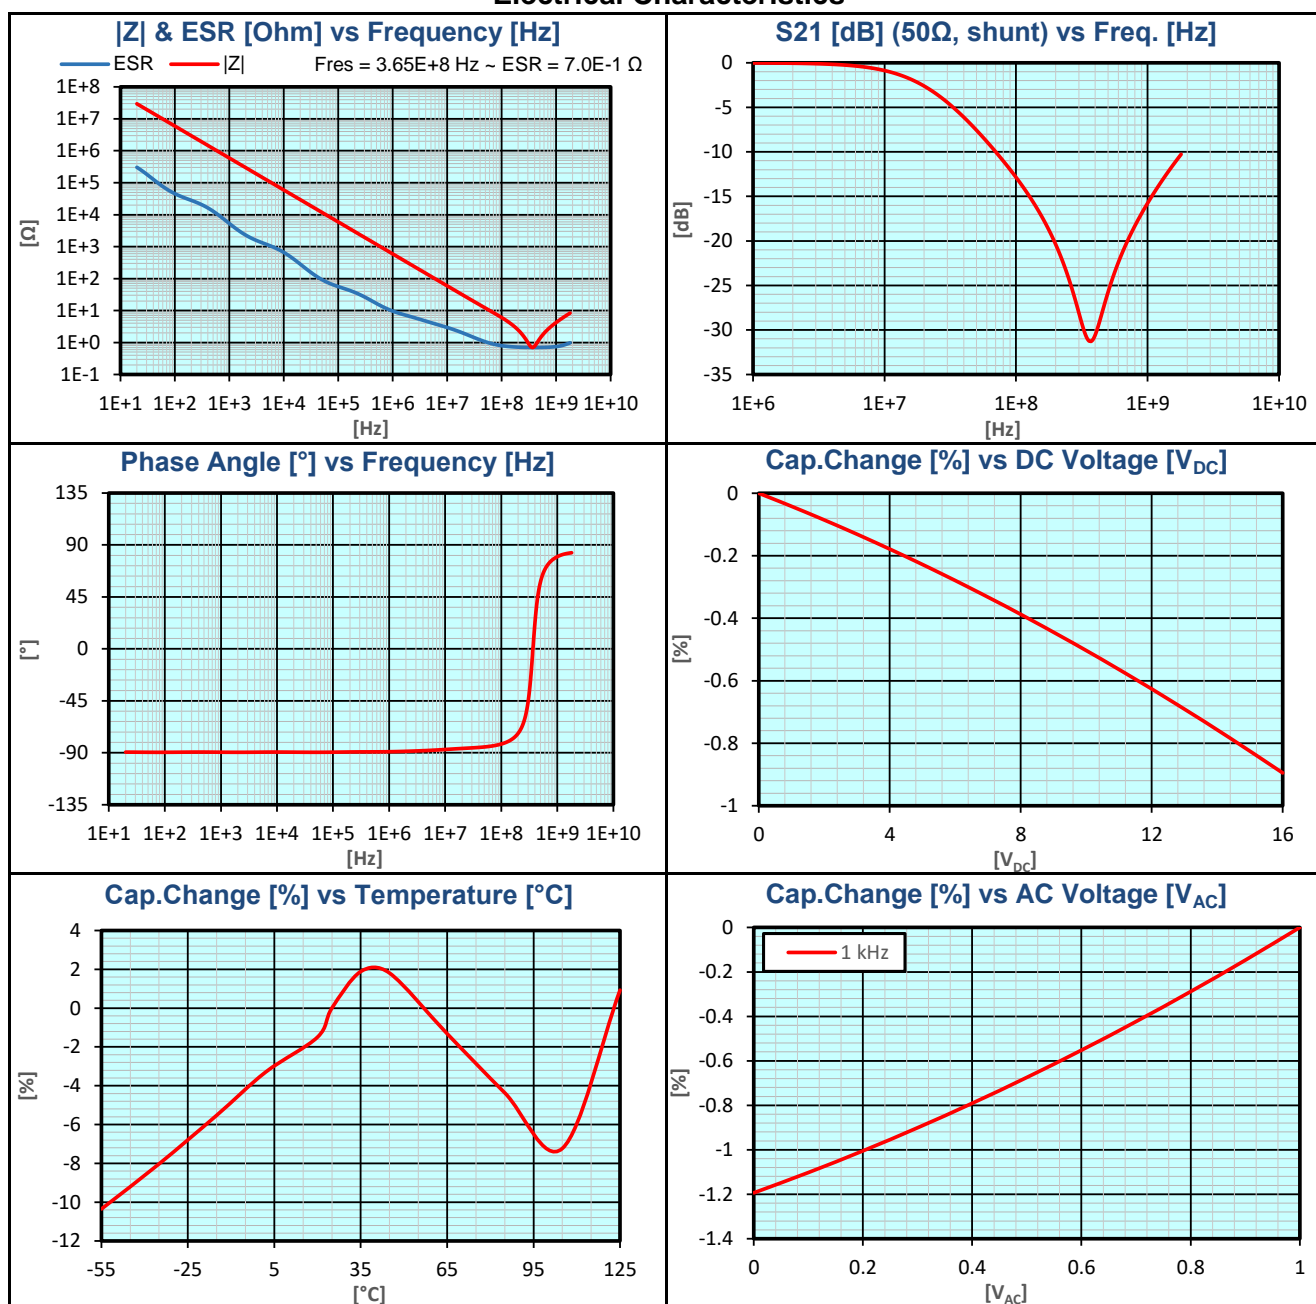 Electrical Characteristics
|Z| & ESR [Ohm] vs Frequency [Hz]
ESR |Z| Fres = 3.65E+8 Hz ~ ESR = 7.0E-1 Ω
1E+8
1E+7
1E+6
1E+5
1E+4
1E+3
1E+2
1E+1
1E+0
1E-1
[Ω]
1E+1 1E+2 1E+3 1E+4 1E+5 1E+6 1E+7 1E+8 1E+9 1E+10
[Hz]
S21 [dB] (50Ω, shunt) vs Freq. [Hz]
0
-5
-10
-15
-20
-25
-30
-35
[dB]
1E+6 1E+7 1E+8 1E+9 1E+10
[Hz]
Phase Angle [°] vs Frequency [Hz]
135
90
45
0
-45
-90
-135
[°]
1E+1 1E+2 1E+3 1E+4 1E+5 1E+6 1E+7 1E+8 1E+9 1E+10
[Hz]
Cap.Change [%] vs DC Voltage [VDC]
0
-0.2
-0.4
-0.6
-0.8
-1
[%]
0 4 8 12 16
[VDC]
Cap.Change [%] vs Temperature [°C]
4
2
0
-2
-4
-6
-8
-10
-12
[%]
-55 -25 5 35 65 95 125
[°C]
Cap.Change [%] vs AC Voltage [VAC]
1 kHz
0
-0.2
-0.4
-0.6
-0.8
-1
-1.2
-1.4
[%]
0 0.2 0.4 0.6 0.8 1
[VAC]